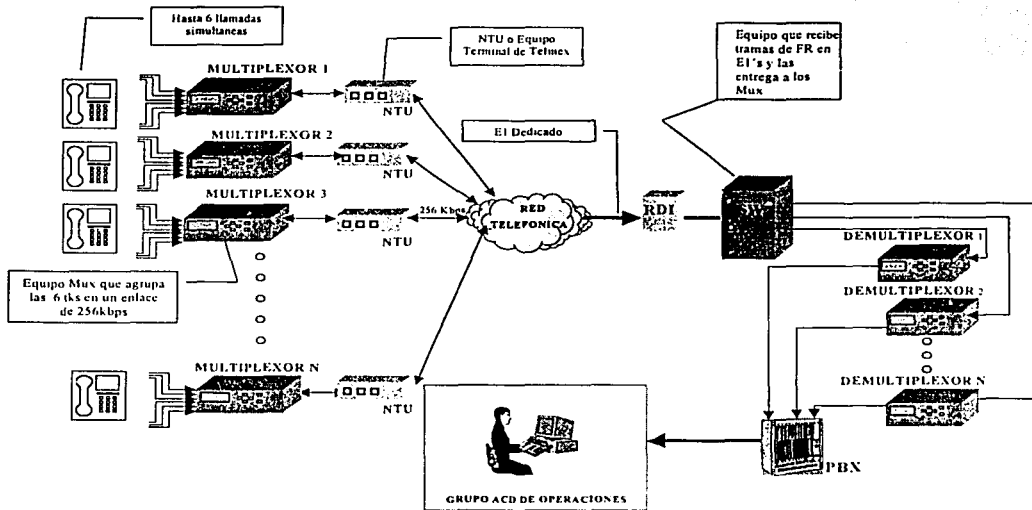 Hasta 6 llamadas
simultaneas
NTU o Equipo
Terminal de Telmex
Equipo que recibe
tramas de FR en
E1's y las
entrega a los
Mux
MULTIPLEXOR 1
NTU
MULTIPLEXOR 2
NTU
E1 Dedicado
MULTIPLEXOR 3
NTU
256 Kbps
RED
TELEFONICA
RDI
SW
Equipo Mux que agrupa
las 6 tks en un enlace
de 256kbps
DEMULTIPLEXOR 1
DEMULTIPLEXOR 2
DEMULTIPLEXOR N
MULTIPLEXOR N
NTU
PBX
GRUPO ACD DE OPERACIONES